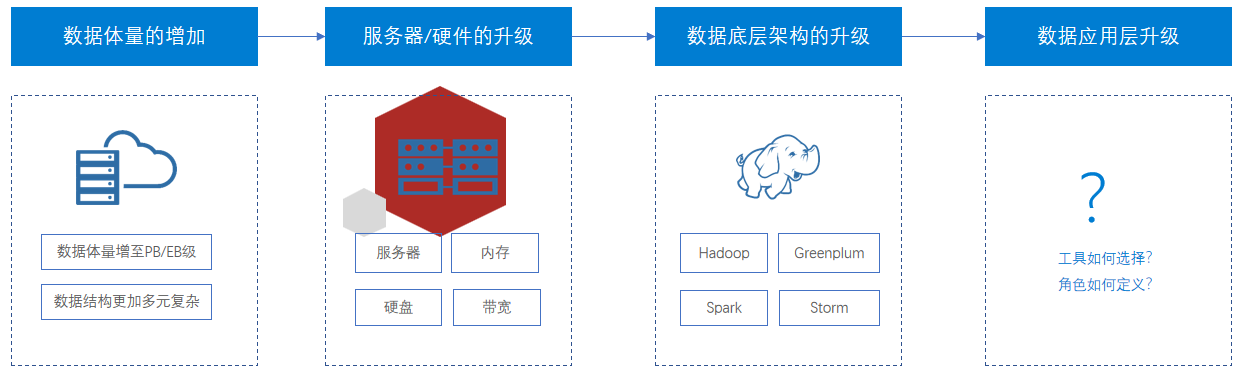 数据体量的增加
服务器/硬件的升级
数据底层架构的升级
数据应用层升级
数据体量增至PB/EB级
数据结构更加多元复杂
服务器
内存
硬盘
带宽
Hadoop
Greenplum
Spark
Storm
?
工具如何选择?
角色如何定义?